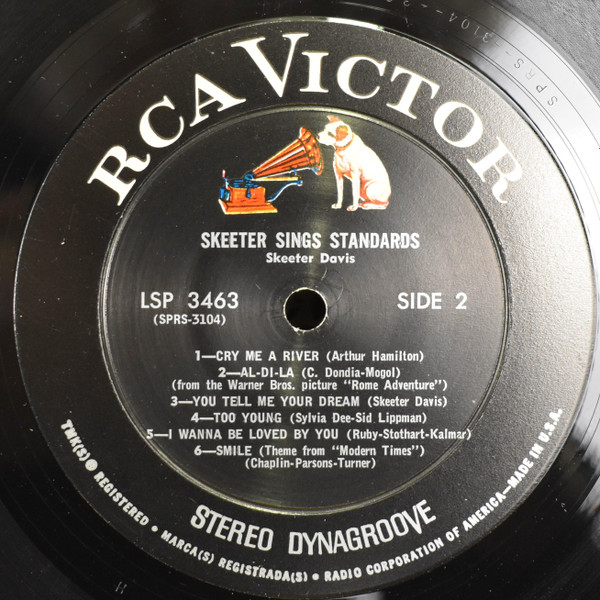 RCA VICTOR
SKEETER SINGS STANDARDS
Skeeter Davis
LSP 3463
SIDE 2
(SPRS-3104)
1—CRY ME A RIVER (Arthur Hamilton)
2—AL-DI-LA (C. Dondia-Mogol)
(from the Warner Bros. picture "Rome Adventure")
3—YOU TELL ME YOUR DREAM (Skeeter Davis)
4—TOO YOUNG (Sylvia Dee-Sid Lippman)
5—I WANNA BE LOVED BY YOU (Ruby-Stothart-Kalmar)
6—SMILE (Theme from "Modern Times")
(Chaplin-Parsons-Turner)
STEREO DYNAGROOVE
TMK(S) ® REGISTERED • MARCA(S) REGISTRADA(S) • RADIO CORPORATION OF AMERICA—MADE IN U.S.A.
H